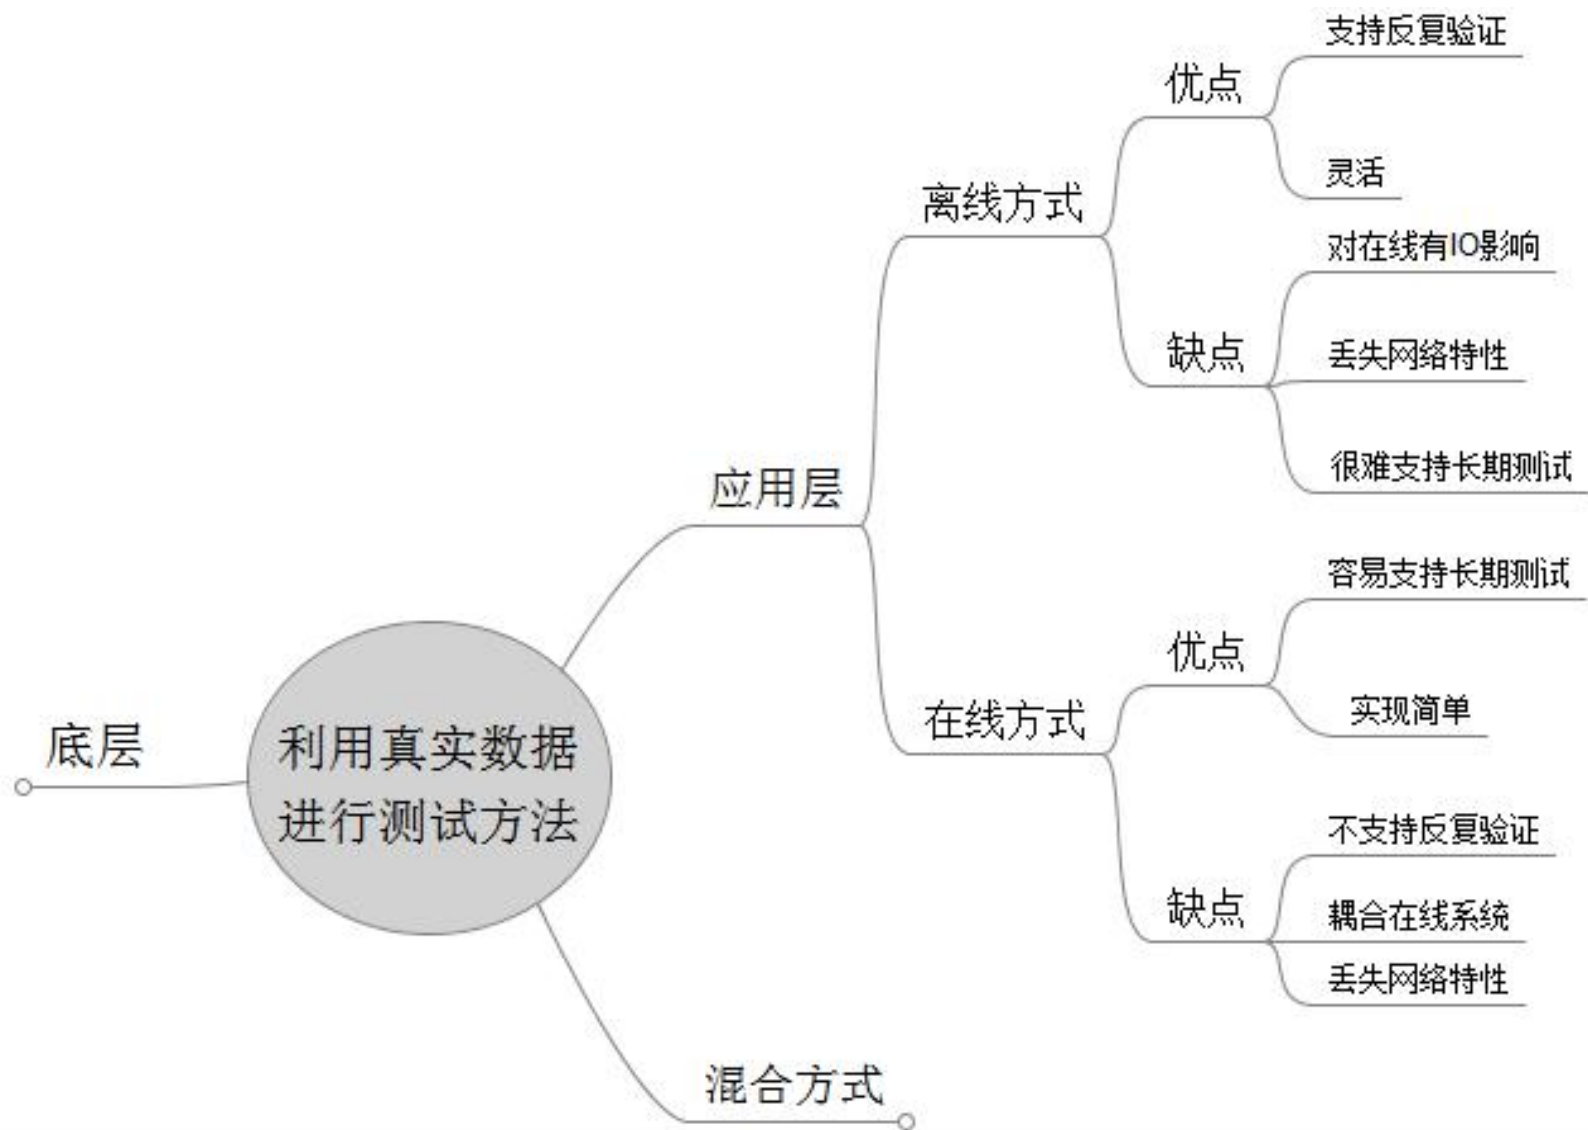 支持反复验证
优点
灵活
离线方式
对在线有IO影响
缺点
丢失网络特性
很难支持长期测试
应用层
容易支持长期测试
优点
实现简单
在线方式
不支持反复验证
缺点
耦合在线系统
丢失网络特性
底层
利用真实数据
进行测试方法
混合方式